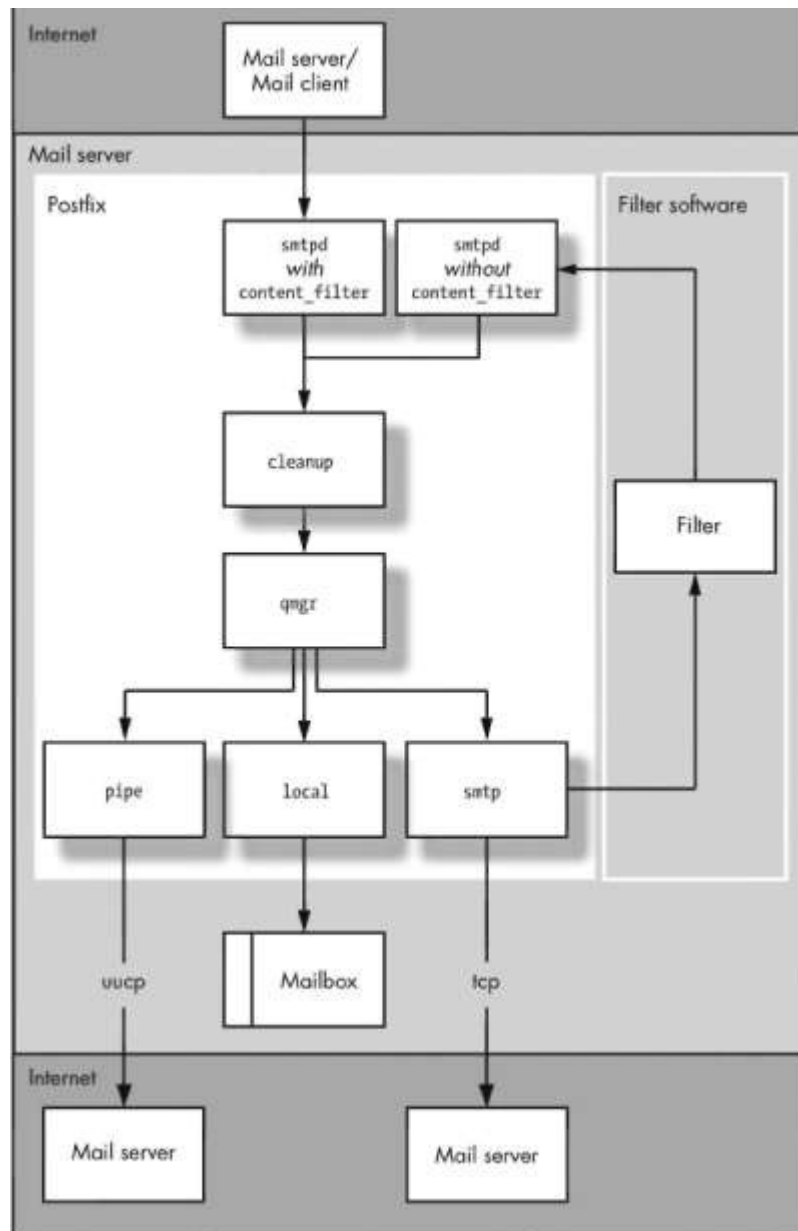 Internet
Mail server/
Mail client
Mail server
Postfix
Filter software
smtpd
with
content_filter
smtpd
without
content_filter
cleanup
Filter
qmgr
pipe
local
smtp
uucp
Mailbox
tcp
Internet
Mail server
Mail server